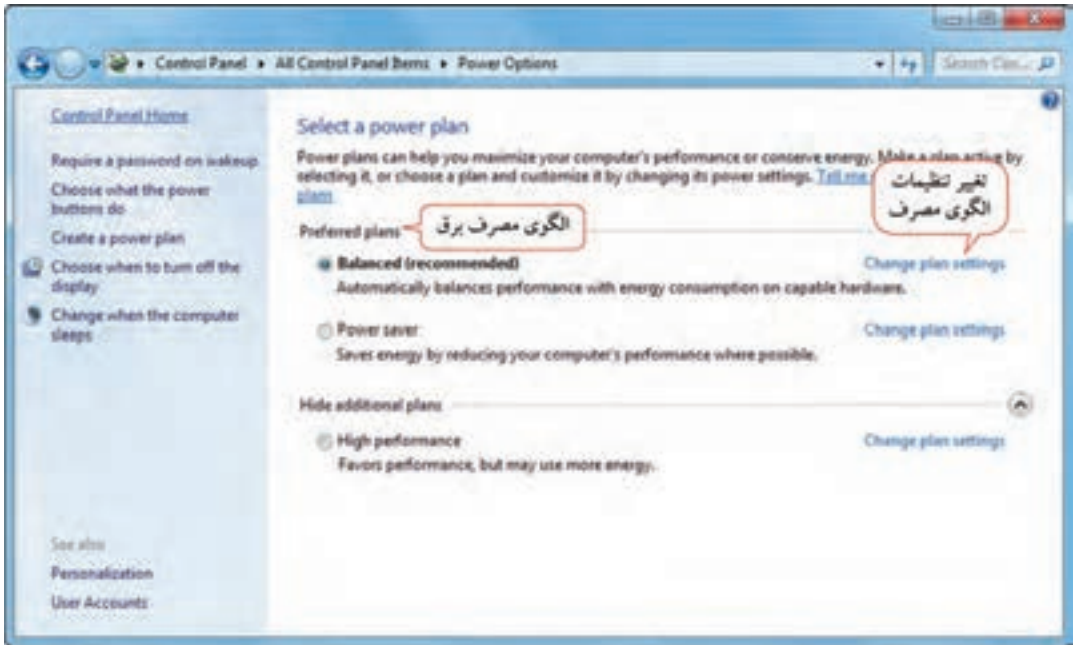 Control Panel ▸ All Control Panel Items ▸ Power Options
Control Panel Home
Require a password on wakeup
Choose what the power
buttons do
Create a power plan
Choose when to turn off the
display
Change when the computer
sleeps
See also
Personalization
User Accounts
Select a power plan
Power plans can help you maximize your computer's performance or conserve energy. Make a plan active by
selecting it, or choose a plan and customize it by changing its power settings. Tell me
plans
تغییر تنظیمات
الگوی مصرف
Preferred plans
الگوی مصرف برق
Balanced (recommended) Change plan settings
Automatically balances performance with energy consumption on capable hardware.
Power saver Change plan settings
Saves energy by reducing your computer's performance where possible.
Hide additional plans
High performance Change plan settings
Favors performance, but may use more energy.